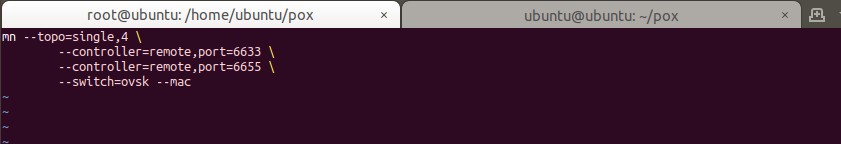 root@ubuntu: /home/ubuntu/pox × ubuntu@ubuntu: ~/pox ×
mn --topo=single,4 \
--controller=remote,port=6633 \
--controller=remote,port=6655 \
--switch=ovsk --mac
~
~
~
~